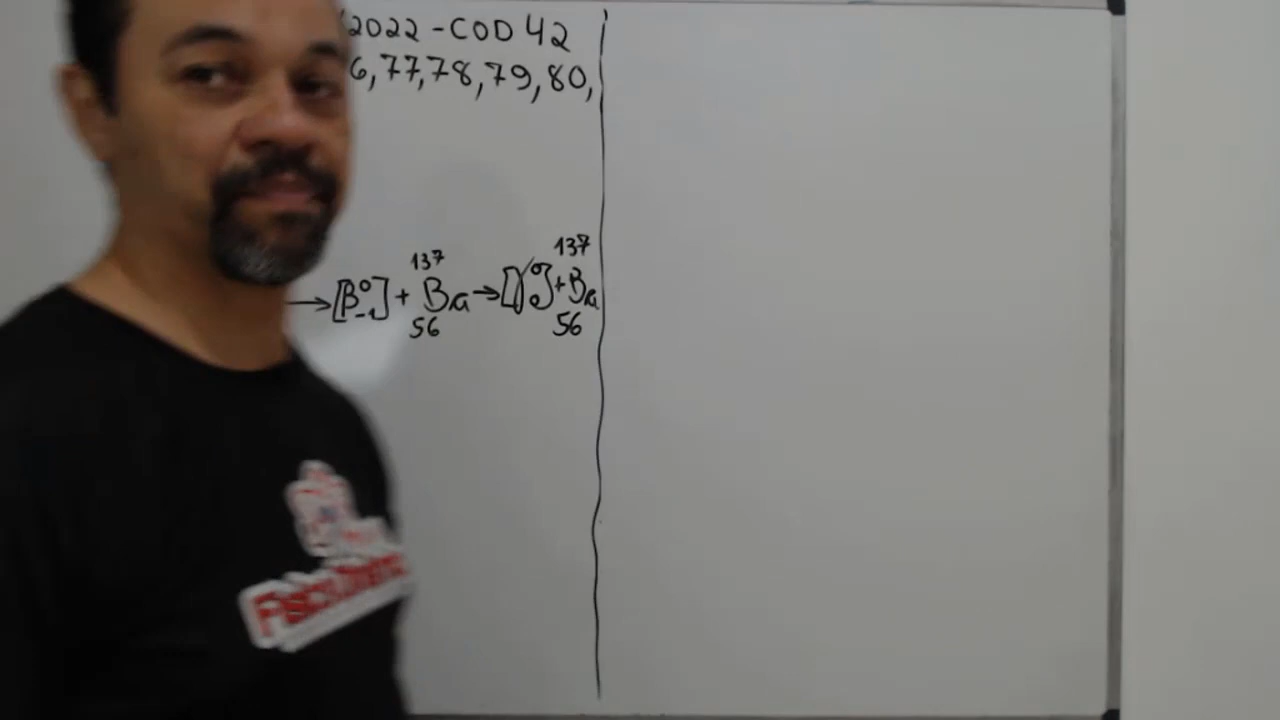 2022 - COD 42
6, 77, 78, 79, 80,
137 137
→ [β⁰₋₁] + Ba → [γ⁰₀] + Ba
56 56